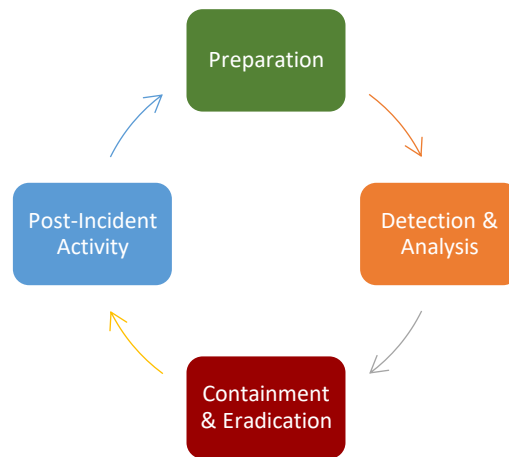 Preparation
Detection &
Analysis
Containment
& Eradication
Post-Incident
Activity